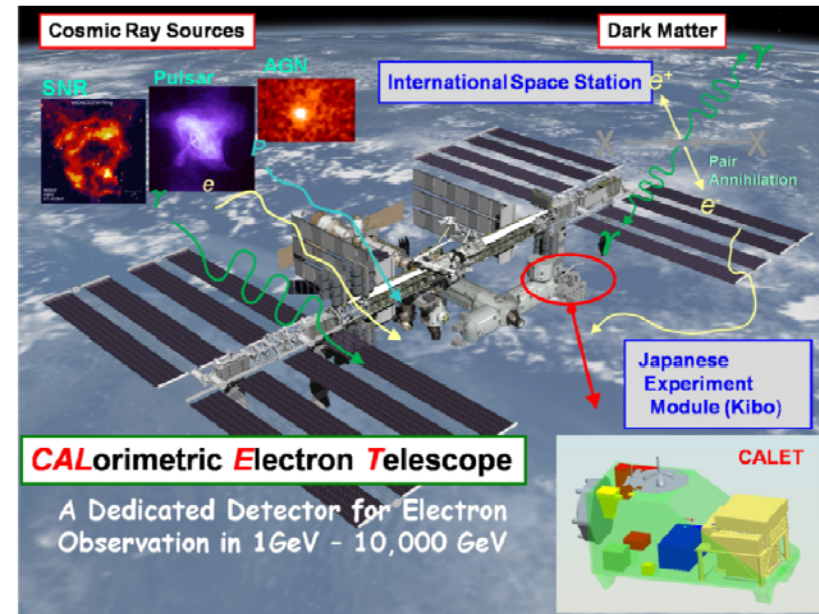 Cosmic Ray Sources
Dark Matter
SNR
Pulsar
AGN
International Space Station
e+
γ
P
X
X
Pair
Annihilation
e
γ
e-
γ
Japanese
Experiment
Module (Kibo)
CALorimetric Electron Telescope
CALET
A Dedicated Detector for Electron
Observation in 1GeV – 10,000 GeV